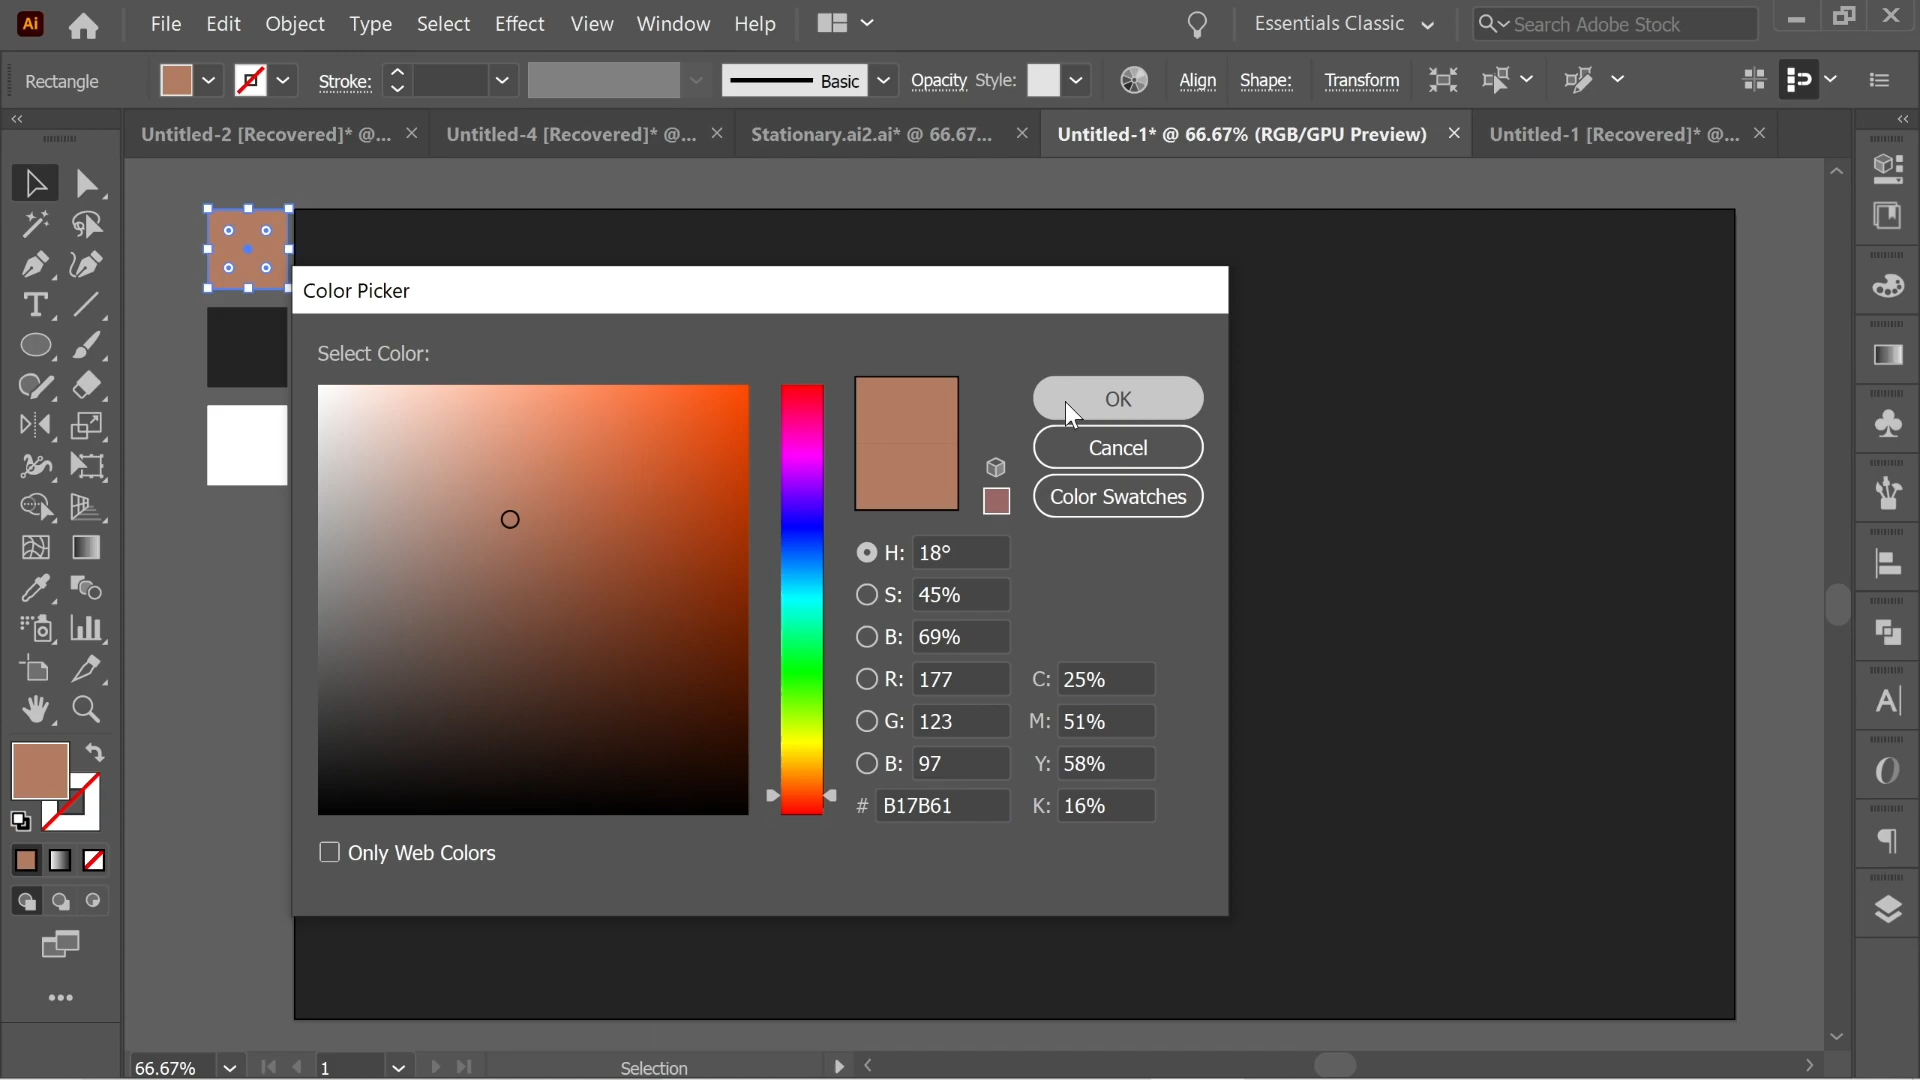 Ai File Edit Object Type Select Effect View Window Help Essentials Classic Search Adobe Stock
Rectangle Stroke: Basic Opacity Style: Align Shape: Transform
Untitled-2 [Recovered]* @... Untitled-4 [Recovered]* @... Stationary.ai2.ai* @ 66.67... Untitled-1* @ 66.67% (RGB/GPU Preview) Untitled-1 [Recovered]* @...
Color Picker
Select Color:
OK
Cancel
Color Swatches
H: 18°
S: 45%
B: 69%
R: 177 C: 25%
G: 123 M: 51%
B: 97 Y: 58%
# B17B61 K: 16%
Only Web Colors
66.67% 1 Selection